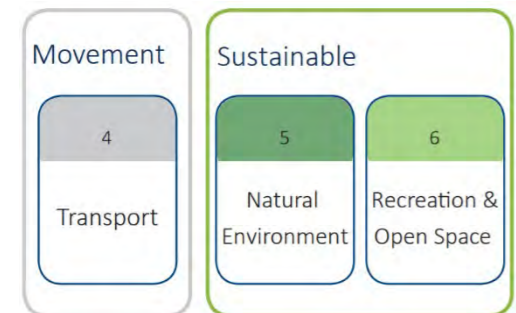 Movement
4
Transport
Sustainable
5
Natural
Environment
6
Recreation &
Open Space